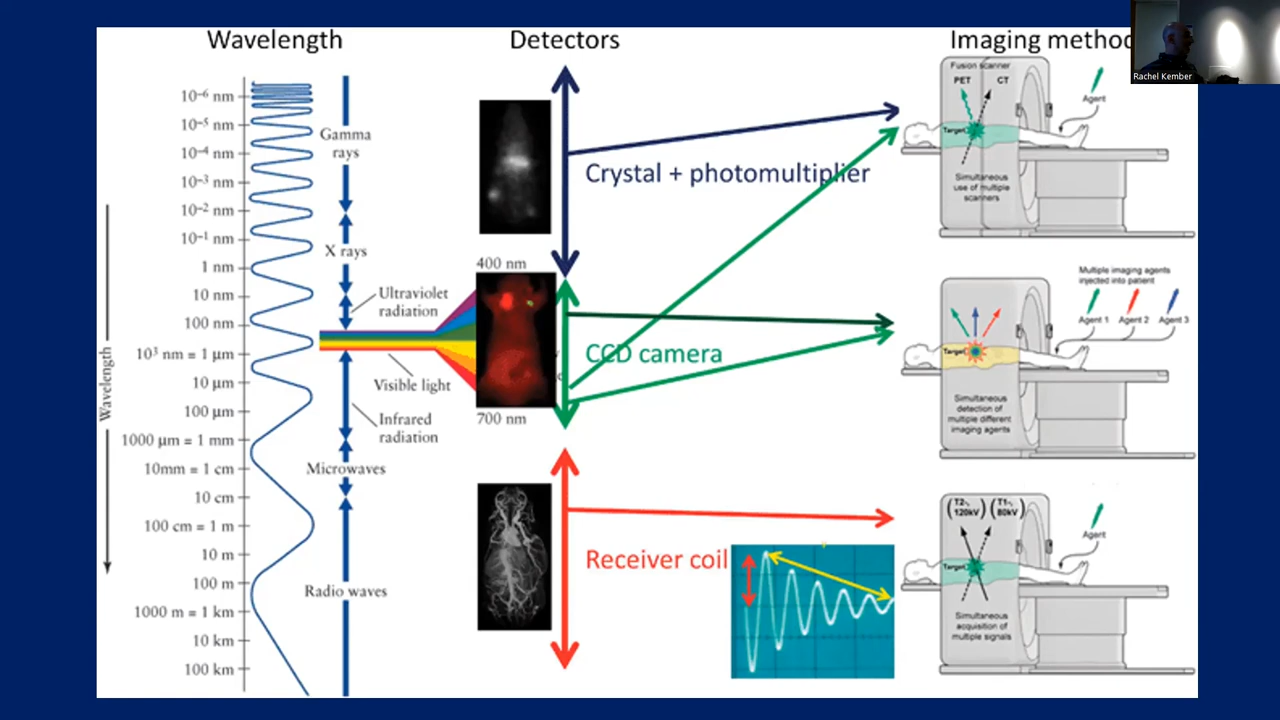 Wavelength
Detectors
Imaging method
Rachel Kember
10⁻⁶ nm
10⁻⁵ nm
10⁻⁴ nm
10⁻³ nm
10⁻² nm
10⁻¹ nm
1 nm
10 nm
100 nm
10³ nm = 1 µm
10 µm
100 µm
1000 µm = 1 mm
10mm = 1 cm
10 cm
100 cm = 1 m
10 m
100 m
1000 m = 1 km
10 km
100 km
Wavelength
Gamma
rays
X rays
Ultraviolet
radiation
Visible light
Infrared
radiation
Microwaves
Radio waves
400 nm
700 nm
Crystal + photomultiplier
CCD camera
Receiver coil
Fusion scanner
PET
CT
Agent
Target
Simultaneous
use of multiple
scanners
Multiple imaging agents
injected into patient
Agent 1
Agent 2
Agent 3
Target
Simultaneous
detection of
multiple different
imaging agents
(T2-, 120kV)
(T1-, 80kV)
Agent
Target
Simultaneous
acquisition of
multiple signals